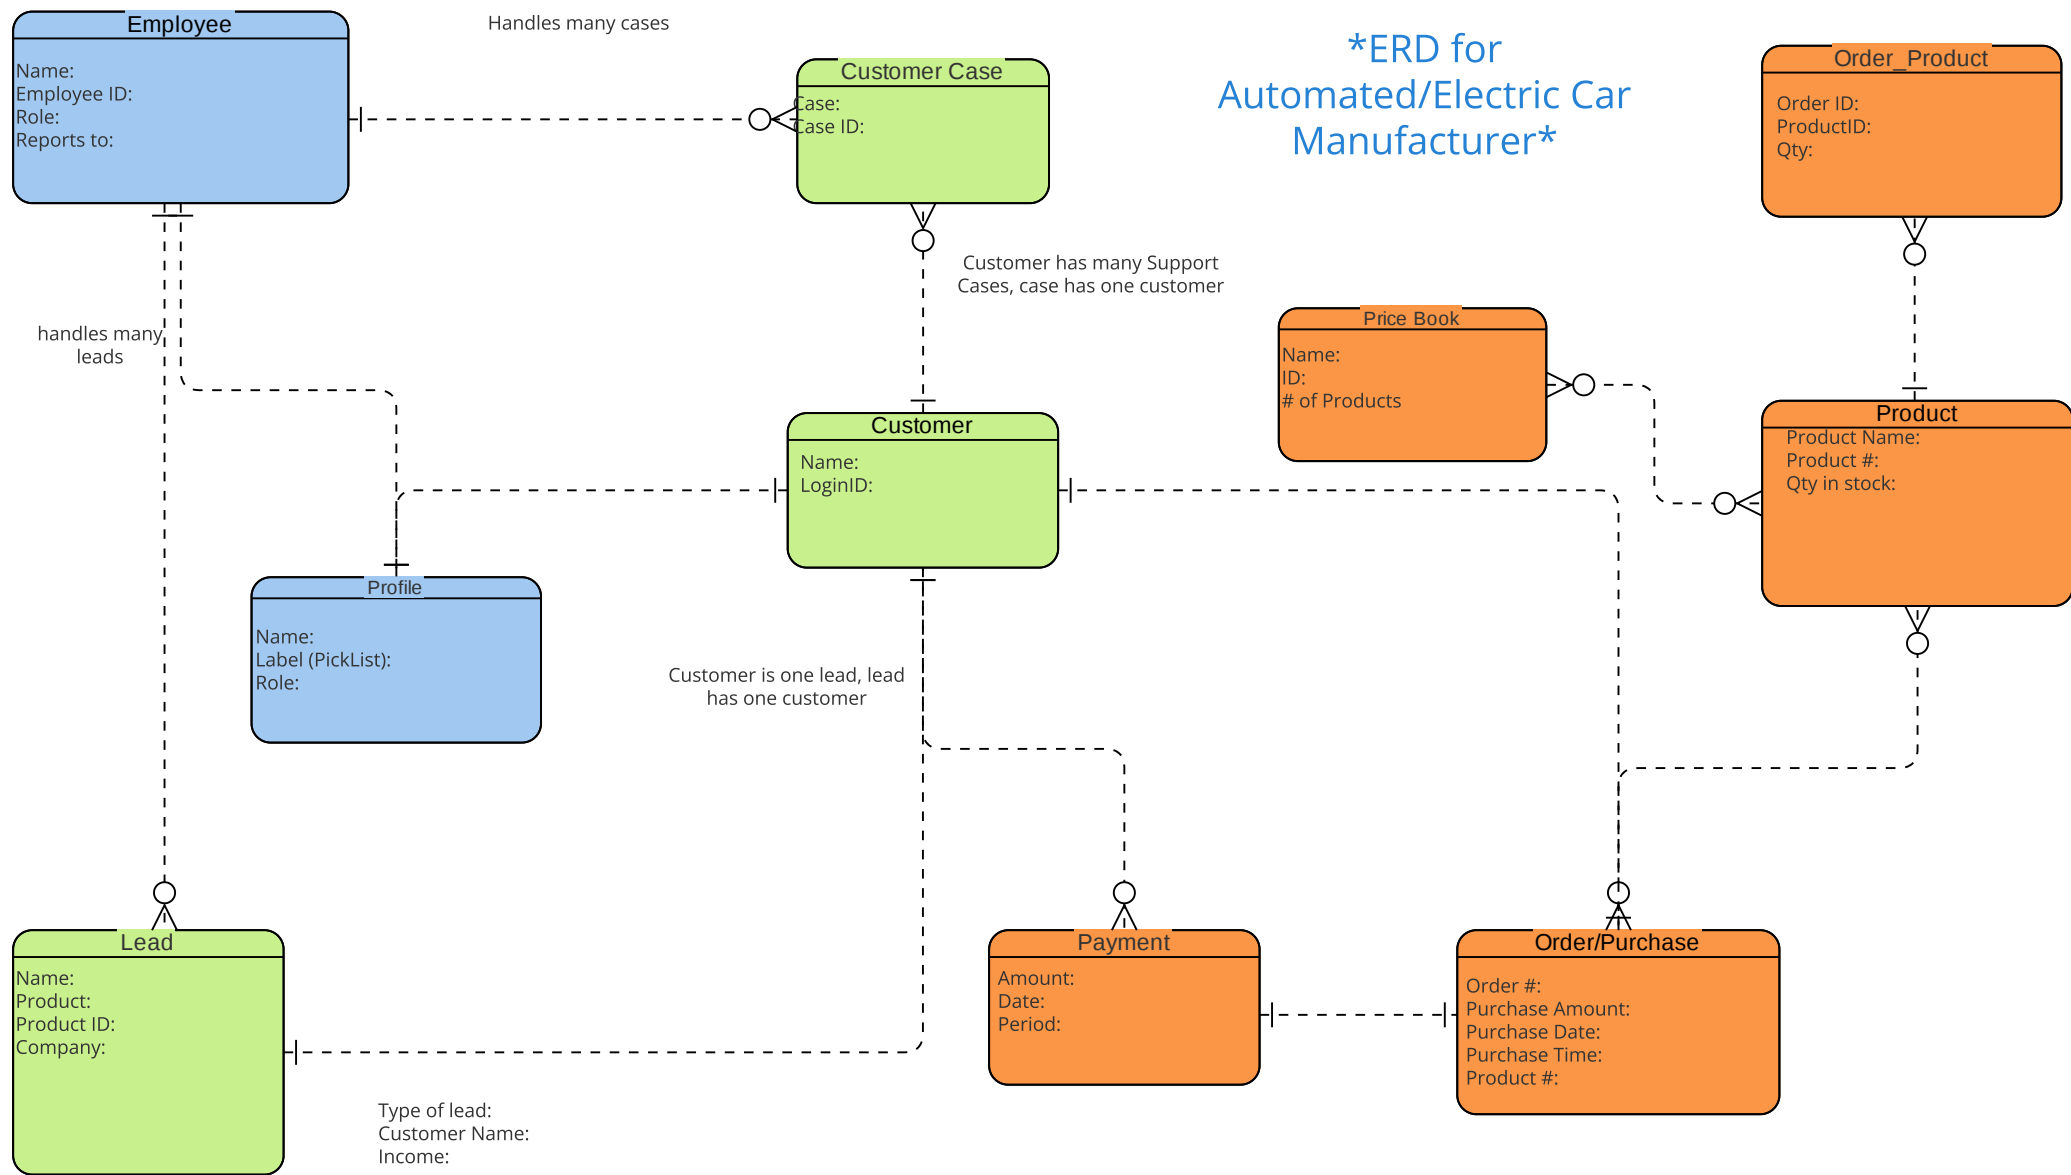 Employee
Name:
Employee ID:
Role:
Reports to:
Handles many cases
Customer Case
Case:
Case ID:
*ERD for
Automated/Electric Car
Manufacturer*
Order_Product
Order ID:
ProductID:
Qty:
Customer has many Support
Cases, case has one customer
handles many
leads
Price Book
Name:
ID:
# of Products
Customer
Name:
LoginID:
Product
Product Name:
Product #:
Qty in stock:
Profile
Name:
Label (PickList):
Role:
Customer is one lead, lead
has one customer
Lead
Name:
Product:
Product ID:
Company:
Payment
Amount:
Date:
Period:
Order/Purchase
Order #:
Purchase Amount:
Purchase Date:
Purchase Time:
Product #:
Type of lead:
Customer Name:
Income: